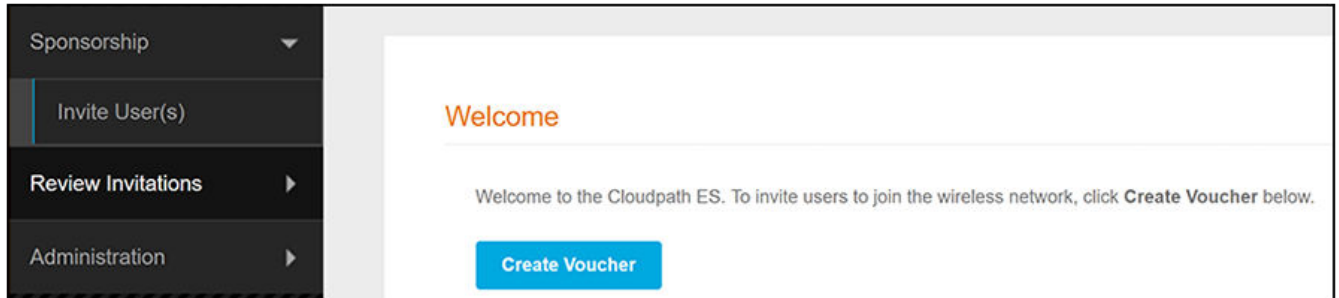 Sponsorship
Invite User(s)
Review Invitations
Administration
Welcome
Welcome to the Cloudpath ES. To invite users to join the wireless network, click Create Voucher below.
Create Voucher